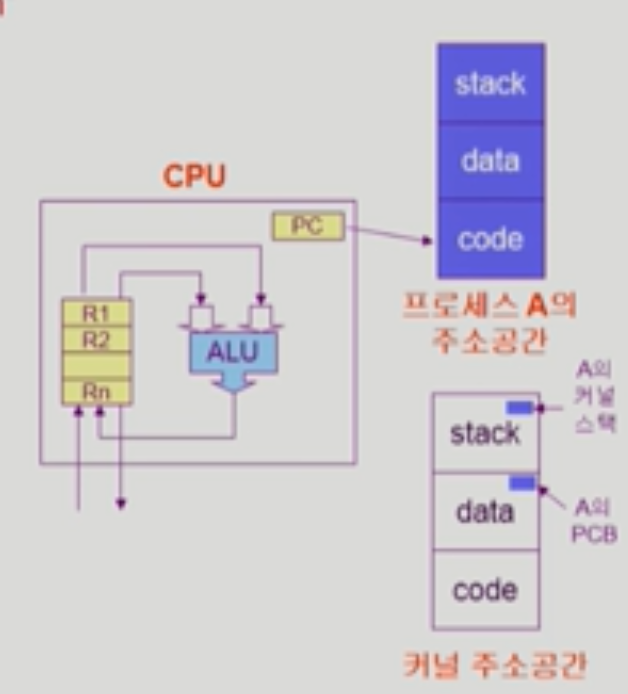 CPU
PC
R1
R2
Rn
ALU
stack
data
code
프로세스 A의
주소공간
A의
커널
스택
stack
data
code
A의
PCB
커널 주소공간